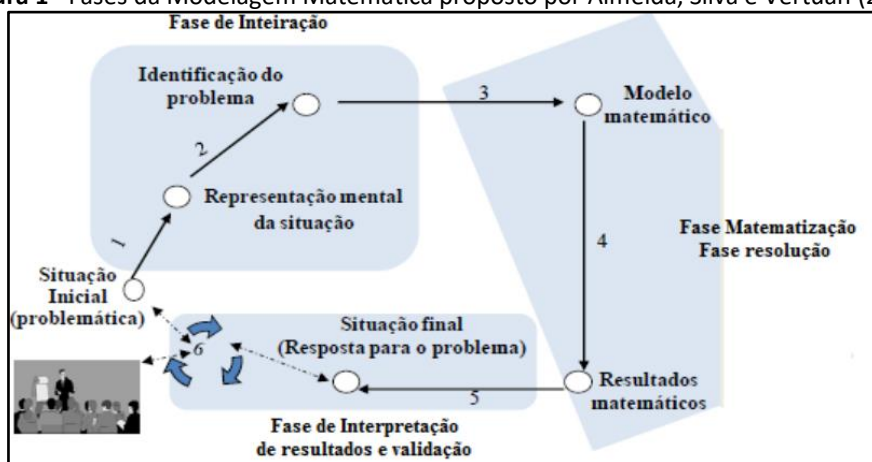 Fases da Modelagem Matemática proposto por Almeida, Silva e Vertuan
Fase de Inteiração
Identificação do
problema
3
Modelo
matemático
2
Representação mental
da situação
1
4
Fase Matematização
Fase resolução
Situação
Inicial
(problemática)
6
Situação final
(Resposta para o problema)
5
Resultados
matemáticos
Fase de Interpretação
de resultados e validação